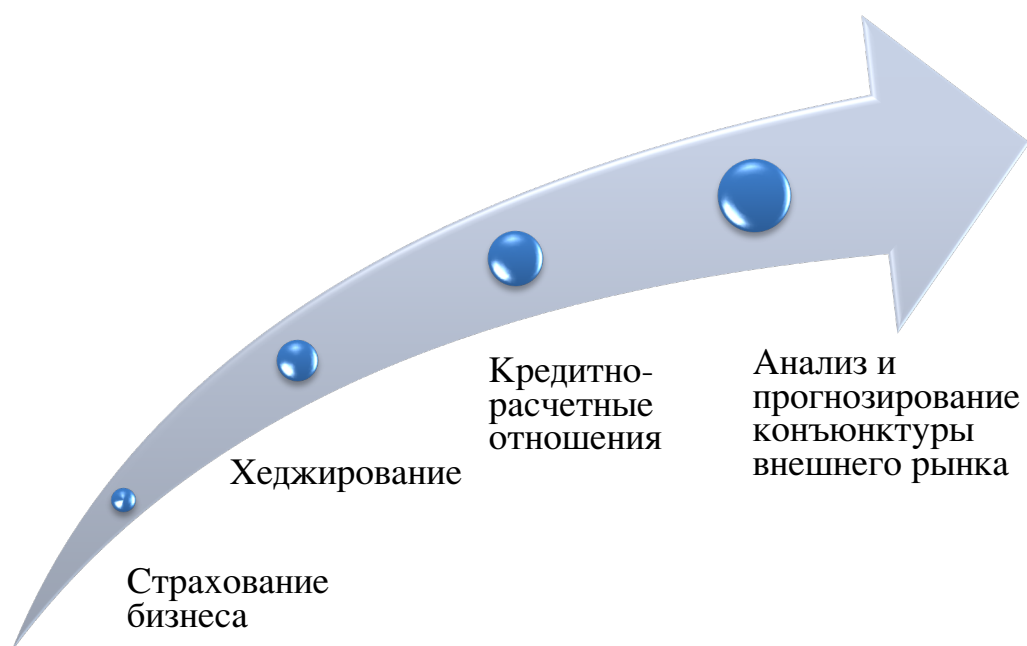 Страхование
бизнеса
Хеджирование
Кредитно-
расчетные
отношения
Анализ и
прогнозирование
конъюнктуры
внешнего рынка